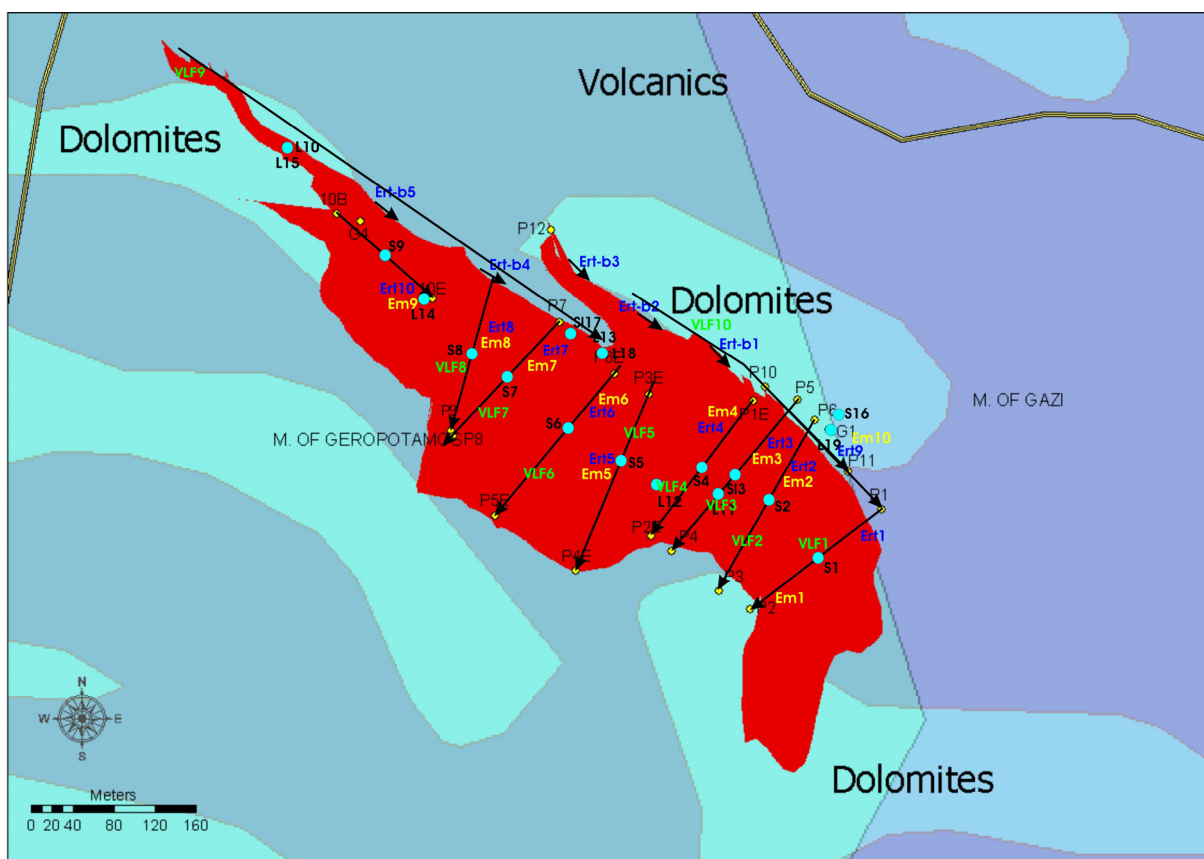 VLF9
Volcanics
Dolomites
L10
L15
Ert-b5
10B
P12
S9
Ert-b4
Ert-b3
10E
Ert10
Em9
L14
Ert-b2
Dolomites
VLF10
P7
SI17
Ert8
Ert7
L13
L18
Ert-b1
S8
Em8
Em7
VLF8
S7
Em6
P3E
P10
P5
Em4
P1E
P6
S16
G1
M. OF GAZI
P9
VLF7
M. OF GEROPOTAMOS
P8
S6
Ert6
VLF5
Ert4
Ert3
L19
Em10
Ert9
Ert5
S5
Em5
S4
Em3
SI3
Ert2
Em2
P11
VLF6
VLF4
L12
VLF3
L11
S2
P1
P5E
P4
VLF2
VLF1
Ert1
P4E
S1
P3
Em1
P2
N
W
E
S
Dolomites
Meters
0 20 40 80 120 160